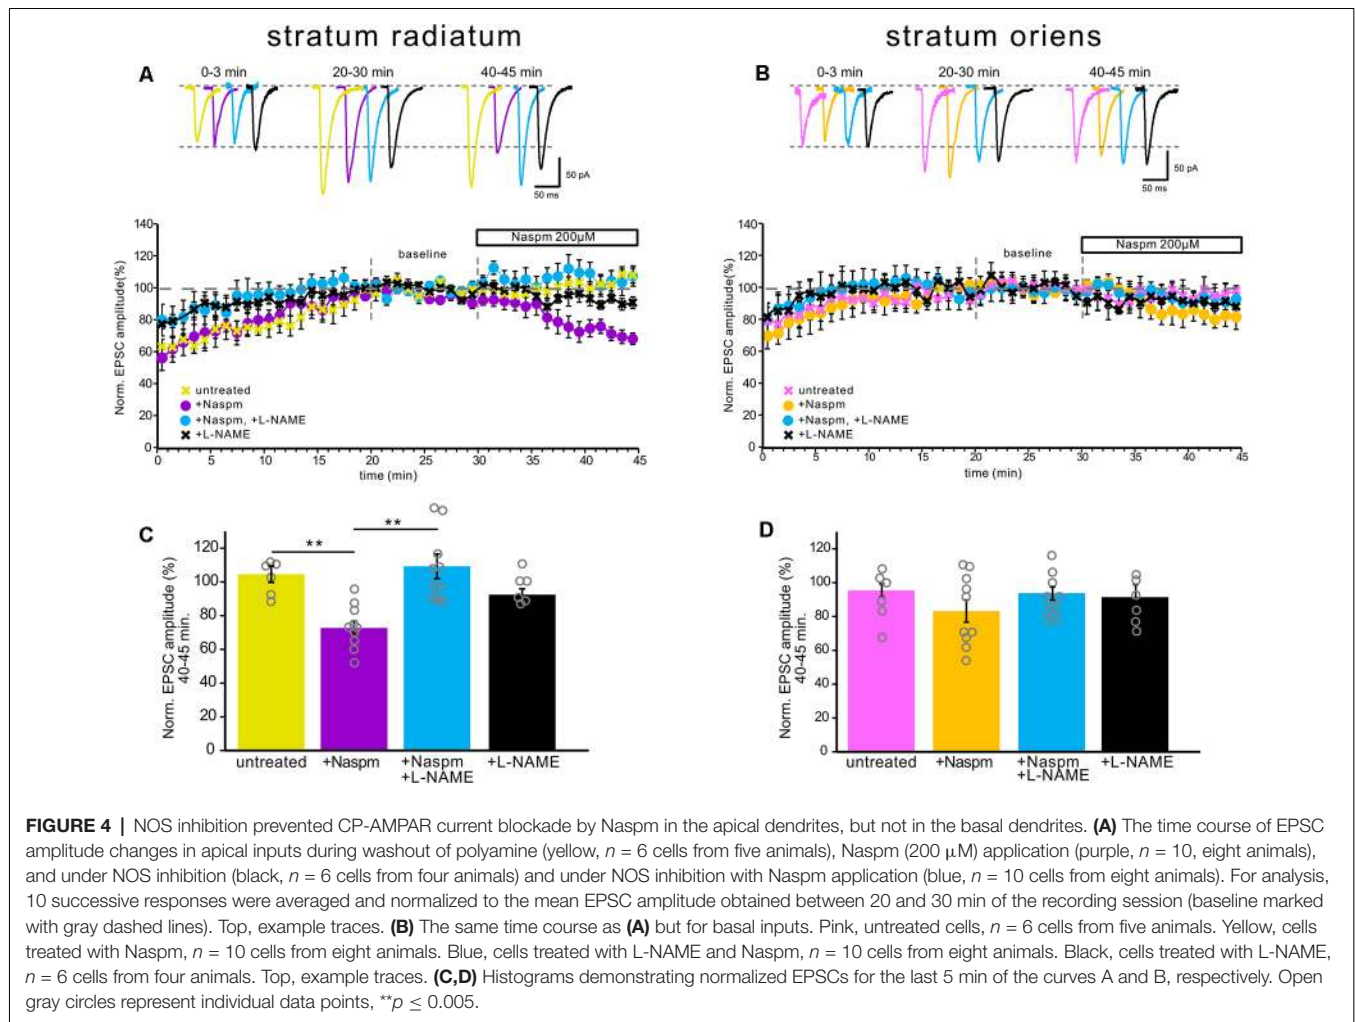 stratum radiatum
stratum oriens
A
0-3 min
20-30 min
40-45 min
50 pA
50 ms
B
0-3 min
20-30 min
40-45 min
50 pA
50 ms
Norm. EPSC amplitude(%)
140
120
100
80
60
40
20
0
baseline
Naspm 200µM
untreated
+Naspm
+Naspm, +L-NAME
+L-NAME
0
5
10
15
20
25
30
35
40
45
time (min)
Norm. EPSC amplitude(%)
140
120
100
80
60
40
20
0
baseline
Naspm 200µM
untreated
+Naspm
+Naspm, +L-NAME
+L-NAME
0
5
10
15
20
25
30
35
40
45
time (min)
C
Norm. EPSC amplitude (%)
40-45 min.
120
100
80
60
40
20
0
**
**
untreated
+Naspm
+Naspm
+L-NAME
+L-NAME
D
Norm. EPSC amplitude (%)
40-45 min.
120
100
80
60
40
20
0
untreated
+Naspm
+Naspm
+L-NAME
+L-NAME
FIGURE 4 | NOS inhibition prevented CP-AMPAR current blockade by Naspm in the apical dendrites, but not in the basal dendrites. (A) The time course of EPSC
amplitude changes in apical inputs during washout of polyamine (yellow, n = 6 cells from five animals), Naspm (200 µM) application (purple, n = 10, eight animals),
and under NOS inhibition (black, n = 6 cells from four animals) and under NOS inhibition with Naspm application (blue, n = 10 cells from eight animals). For analysis,
10 successive responses were averaged and normalized to the mean EPSC amplitude obtained between 20 and 30 min of the recording session (baseline marked
with gray dashed lines). Top, example traces. (B) The same time course as (A) but for basal inputs. Pink, untreated cells, n = 6 cells from five animals. Yellow, cells
treated with Naspm, n = 10 cells from eight animals. Blue, cells treated with L-NAME and Naspm, n = 10 cells from eight animals. Black, cells treated with L-NAME,
n = 6 cells from four animals. Top, example traces. (C,D) Histograms demonstrating normalized EPSCs for the last 5 min of the curves A and B, respectively. Open
gray circles represent individual data points, **p ≤ 0.005.